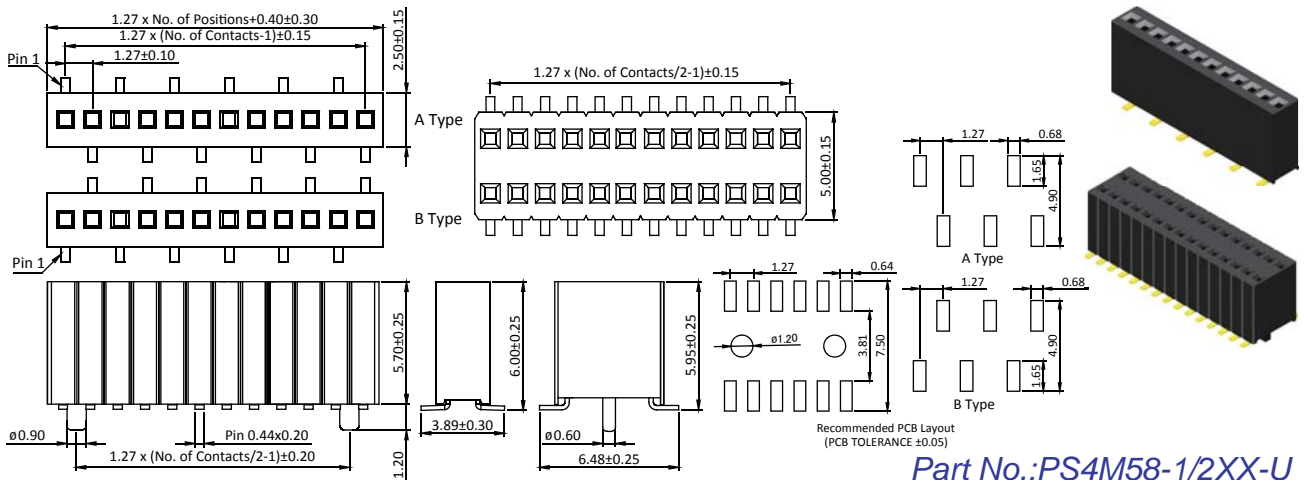 1.27 x No. of Positions+0.40±0.30
1.27 x (No. of Contacts-1)±0.15
Pin 1
1.27±0.10
2.50±0.15
A Type
B Type
Pin 1
1.27 x (No. of Contacts/2-1)±0.15
5.00±0.15
1.27
0.68
1.65
4.90
A Type
1.27
0.68
4.90
1.65
B Type
5.70±0.25
ø0.90
Pin 0.44x0.20
1.27 x (No. of Contacts/2-1)±0.20
1.20
6.00±0.25
3.89±0.30
5.95±0.25
ø0.60
6.48±0.25
1.27
0.64
ø1.20
3.81
7.50
Recommended PCB Layout
(PCB TOLERANCE ±0.05)
Part No.:PS4M58-1/2XX-U